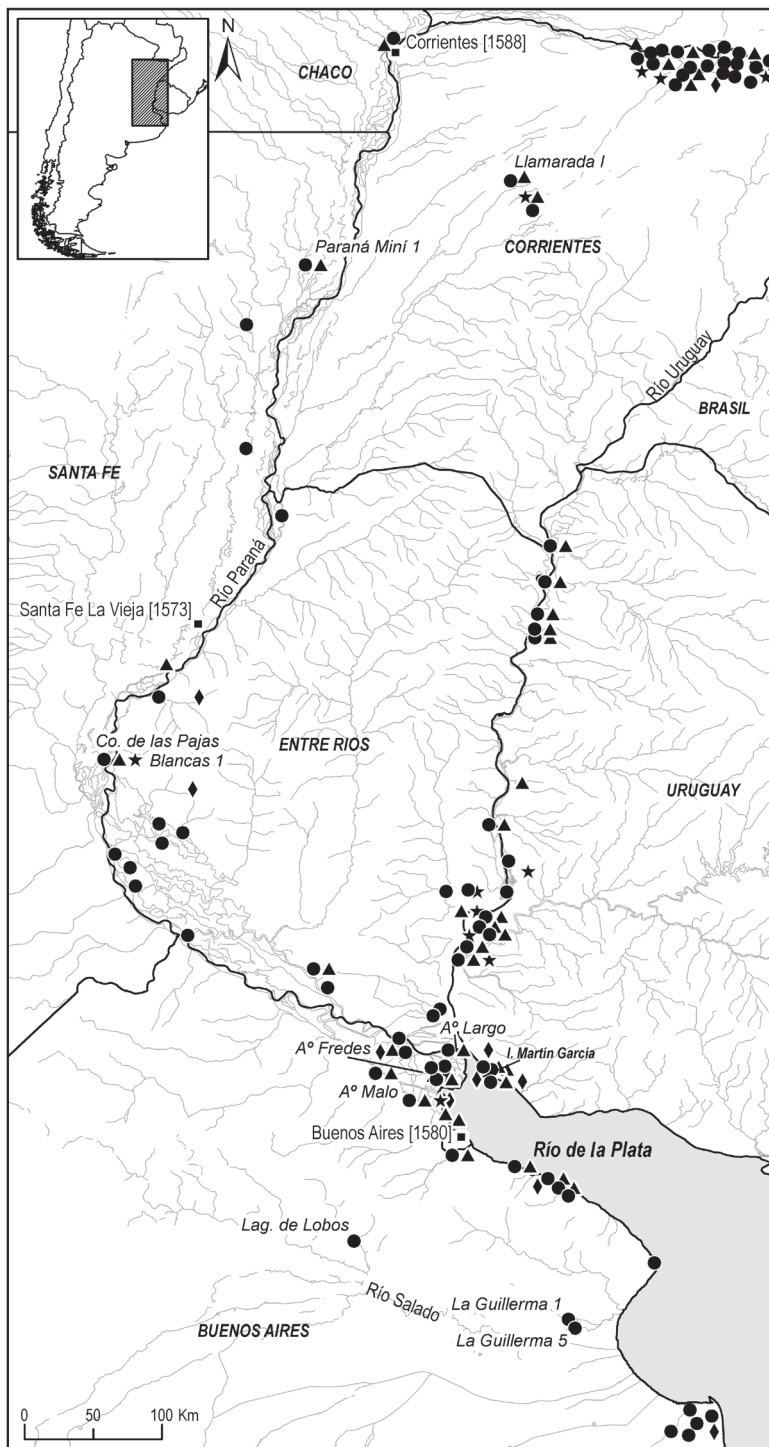 N
Corrientes [1588]
CHACO
Llamarada I
CORRIENTES
Paraná Miní 1
Río Uruguay
BRASIL
SANTA FE
Río Paraná
Santa Fe La Vieja [1573]
Co. de las Pajas
Blancas 1
ENTRE RIOS
URUGUAY
Aº Largo
Aº Fredes
I. Martín García
Aº Malo
Buenos Aires [1580]
Río de la Plata
Lag. de Lobos
Río Salado
La Guillerma 1
La Guillerma 5
BUENOS AIRES
0 50 100 Km